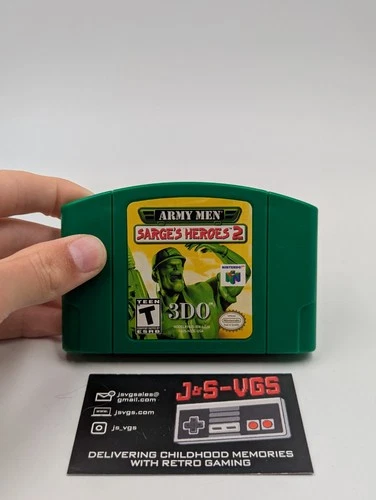 ARMY MEN
SARGE'S HEROES 2
NINTENDO 64
TEEN
T
ESRB
3DO
Nintendo
J&S-VGS
jsvgsales@
gmail.com
jsvgs.com
js_vgs
DELIVERING CHILDHOOD MEMORIES
WITH RETRO GAMING